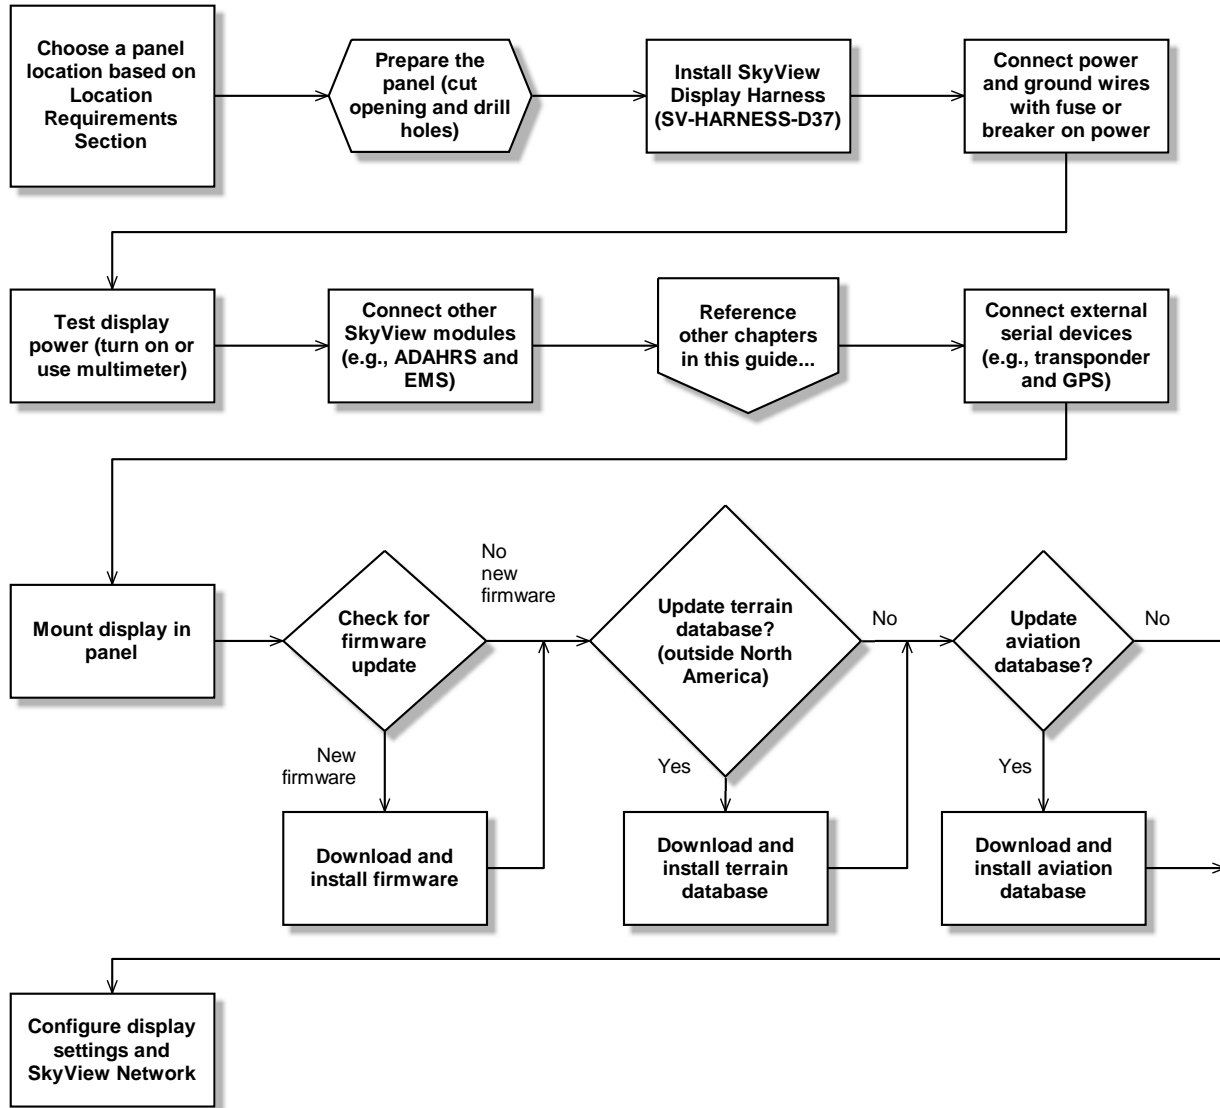 Choose a panel
location based on
Location
Requirements
Section
Prepare the
panel (cut
opening and drill
holes)
Install SkyView
Display Harness
(SV-HARNESS-D37)
Connect power
and ground wires
with fuse or
breaker on power
Test display
power (turn on or
use multimeter)
Connect other
SkyView modules
(e.g., ADAHRS and
EMS)
Reference
other chapters
in this guide...
Connect external
serial devices
(e.g., transponder
and GPS)
Mount display in
panel
Check for
firmware
update
No
new
firmware
New
firmware
Download and
install firmware
Update terrain
database?
(outside North
America)
No
Yes
Download and
install terrain
database
Update
aviation
database?
No
Yes
Download and
install aviation
database
Configure display
settings and
SkyView Network